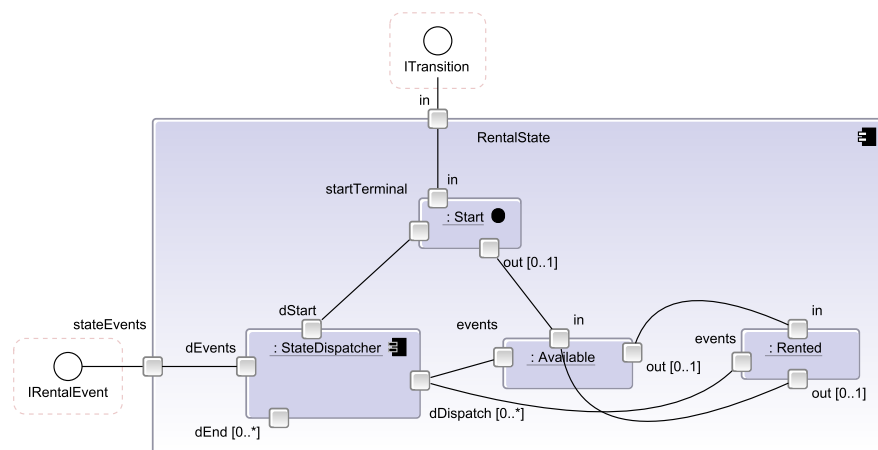 ITransition
in
RentalState
in
startTerminal
: Start
out [0..1]
dStart
stateEvents
events
in
in
dEvents
: StateDispatcher
events
: Available
: Rented
out [0..1]
IRentalEvent
out [0..1]
dDispatch [0..*]
dEnd [0..*]